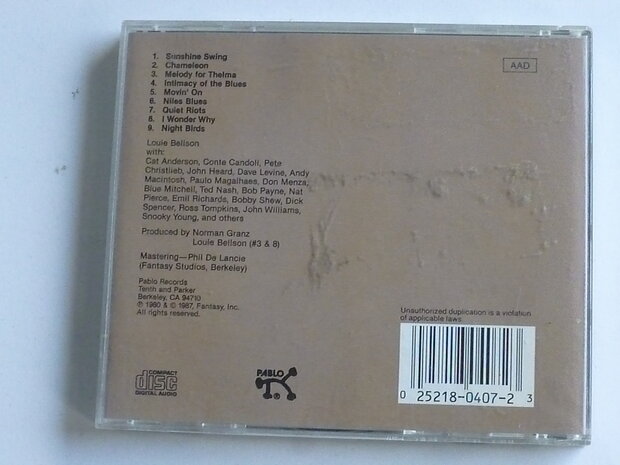 1. Sunshine Swing
2. Chameleon
3. Melody for Thelma
4. Intimacy of the Blues
5. Movin' On
6. Niles Blues
7. Quiet Riots
8. I Wonder Why
9. Night Birds
AAD
Louie Bellson
with:
Cat Anderson, Conte Candoli, Pete
Christlieb, John Heard, Dave Levine, Andy
Macintosh, Paulo Magalhaes, Don Menza,
Blue Mitchell, Ted Nash, Bob Payne, Nat
Pierce, Emil Richards, Bobby Shew, Dick
Spencer, Ross Tompkins, John Williams,
Snooky Young, and others
Produced by Norman Granz
Louie Bellson (#3 & 8)
Mastering—Phil De Lancie
(Fantasy Studios, Berkeley)
Pablo Records
Tenth and Parker
Berkeley, CA 94710
℗ 1980 & © 1987, Fantasy, Inc.
All rights reserved.
Unauthorized duplication is a violation
of applicable laws
COMPACT
disc
DIGITAL AUDIO
PABLO
®
0 25218-0407-2 3